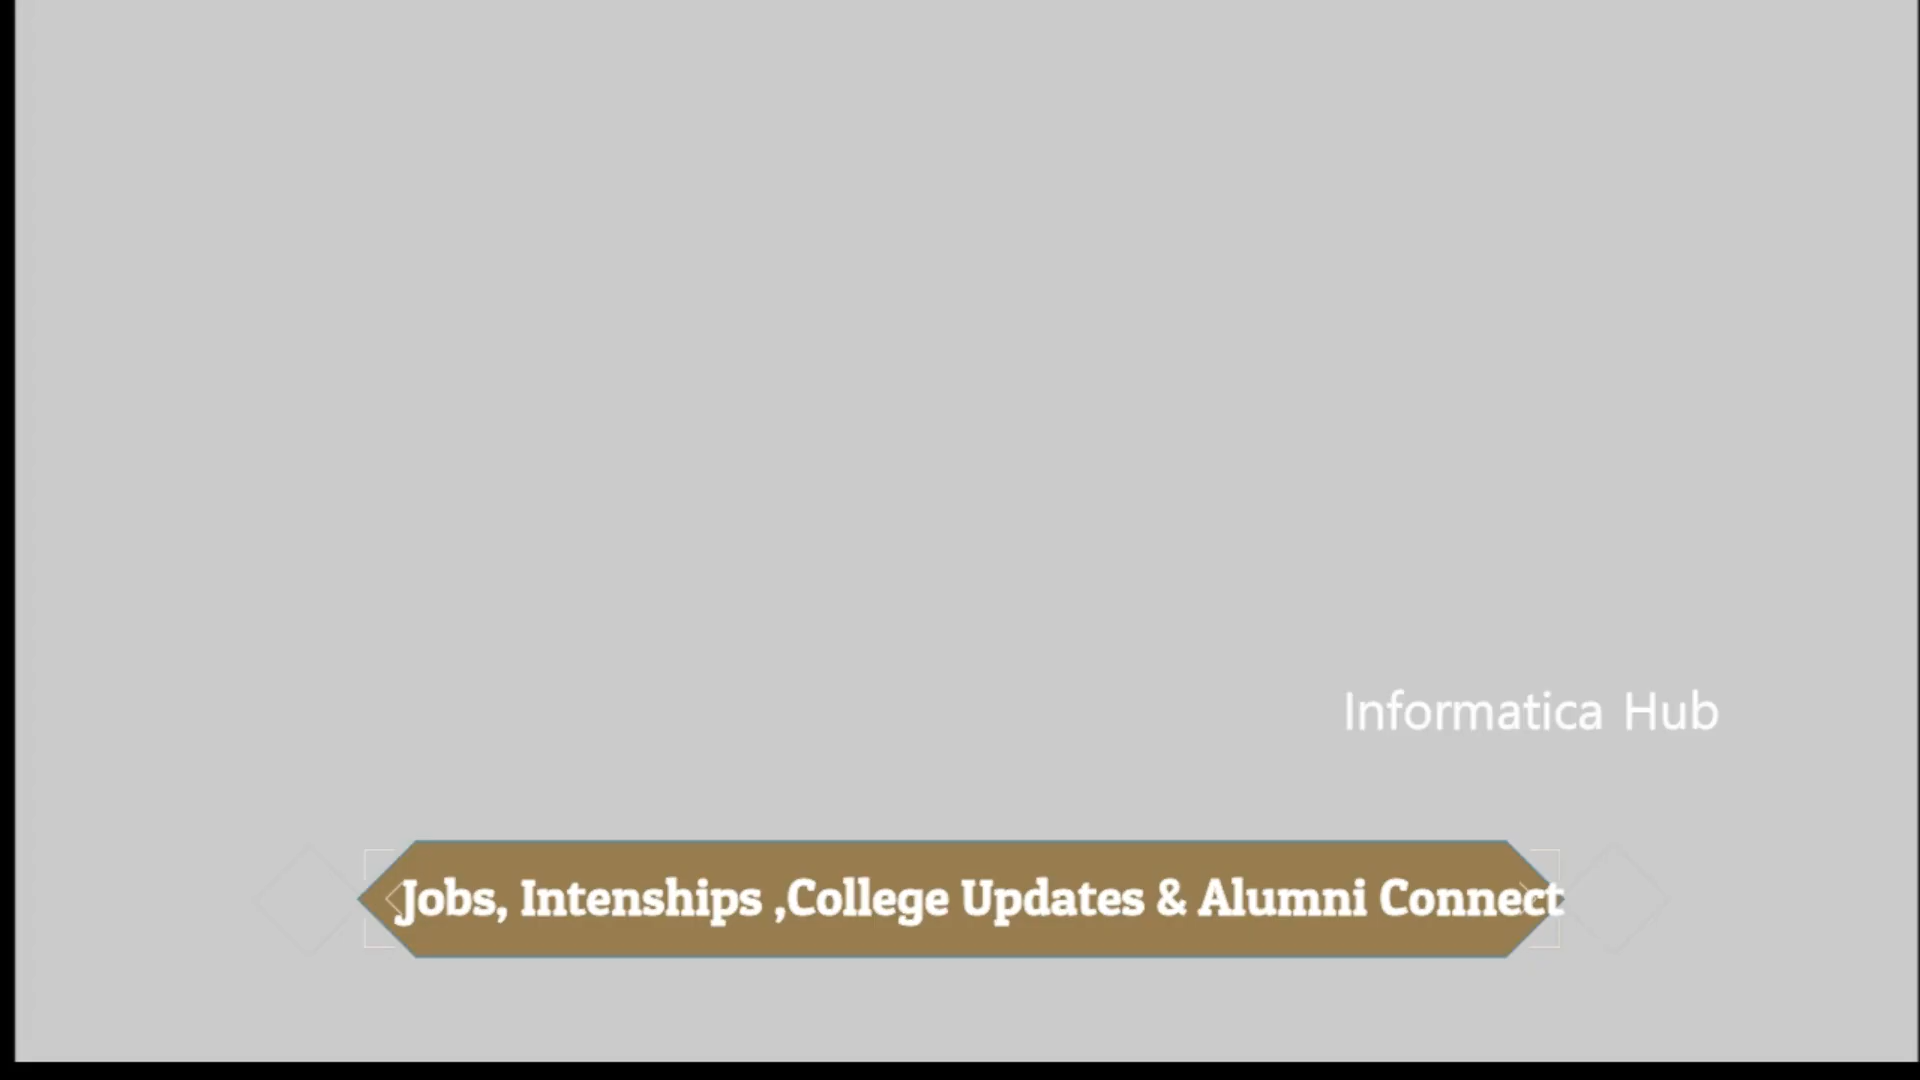 Informatica Hub
Jobs, Intenships ,College Updates & Alumni Connect